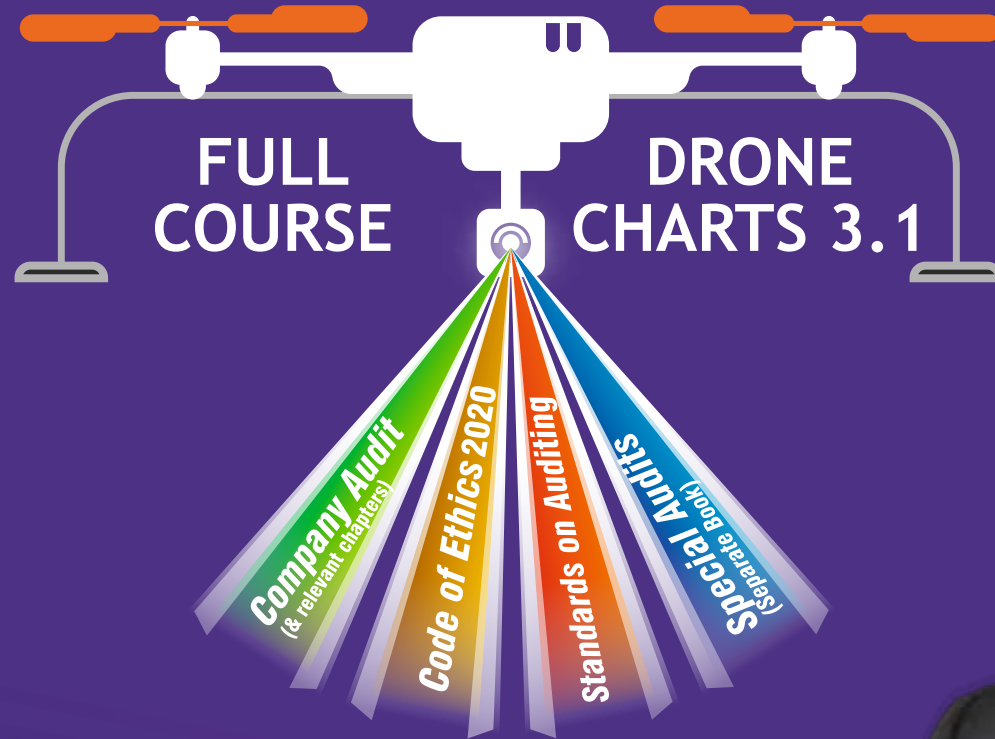 FULL
COURSE
DRONE
CHARTS 3.1
Company Audit
(& relevant chapters)
Code of Ethics 2020
Standards on Auditing
Special Audits
(Separate Book)